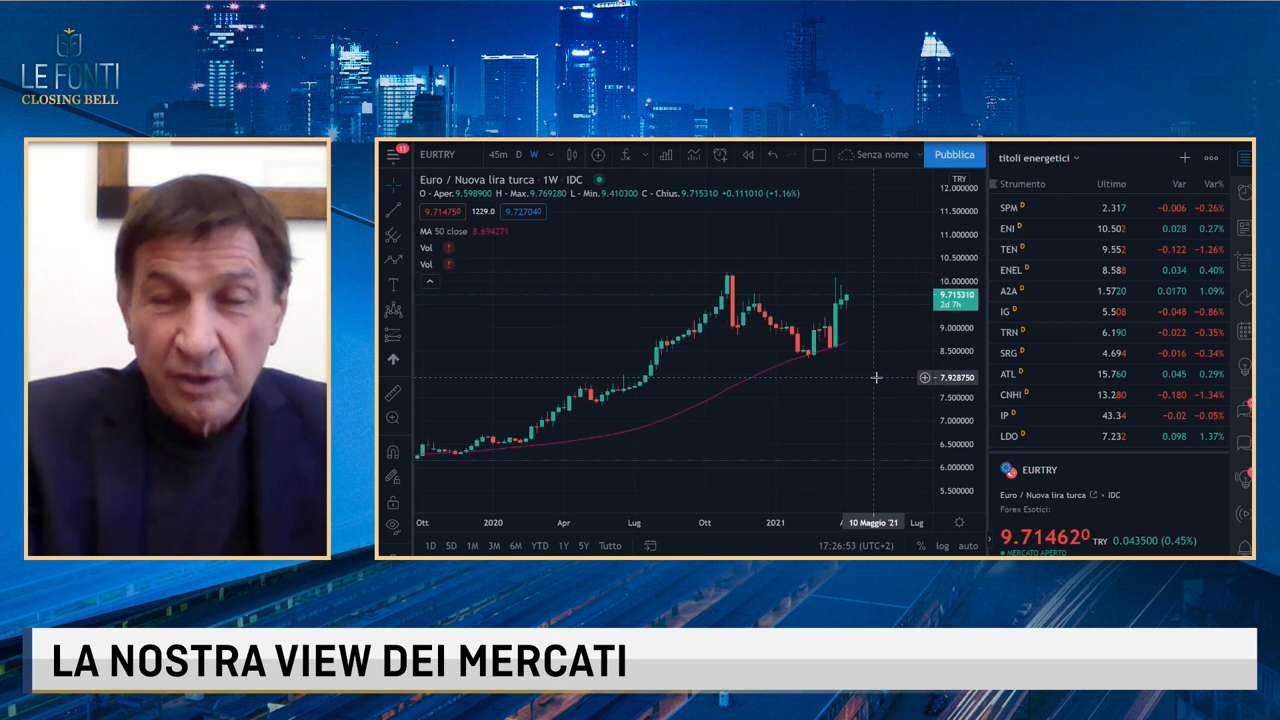 LE FONTI
CLOSING BELL
11
EURTRY
45m D W
Senza nome
Pubblica
Euro / Nuova lira turca · 1W · IDC
O - Aper. 9.598900 H - Max. 9.769280 L - Min. 9.410300 C - Chius. 9.715310 +0.111010 (+1.16%)
9.714750 1229.0 9.727040
MA 50 close 8.694271
Vol
Vol
TRY
12.000000
11.500000
11.000000
10.500000
10.000000
9.715310
2d 7h
9.000000
8.500000
7.928750
7.500000
7.000000
6.500000
6.000000
5.500000
Ott 2020 Apr Lug Ott 2021 10 Maggio '21 Lug
1D 5D 1M 3M 6M YTD 1Y 5Y Tutto
17:26:53 (UTC+2) % log auto
titoli energetici
Strumento Ultimo Var Var%
SPM D 2.317 −0.006 −0.26%
ENI D 10.502 0.028 0.27%
TEN D 9.552 −0.122 −1.26%
ENEL D 8.588 0.034 0.40%
A2A D 1.5720 0.0170 1.09%
IG D 5.508 −0.048 −0.86%
TRN D 6.190 −0.022 −0.35%
SRG D 4.694 −0.016 −0.34%
ATL D 15.760 0.045 0.29%
CNHI D 13.280 −0.180 −1.34%
IP D 43.34 −0.02 −0.05%
LDO D 7.232 0.098 1.37%
EURTRY
Euro / Nuova lira turca · IDC
Forex Esotici:
9.714620 TRY 0.043500 (0.45%)
MERCATO APERTO
LA NOSTRA VIEW DEI MERCATI